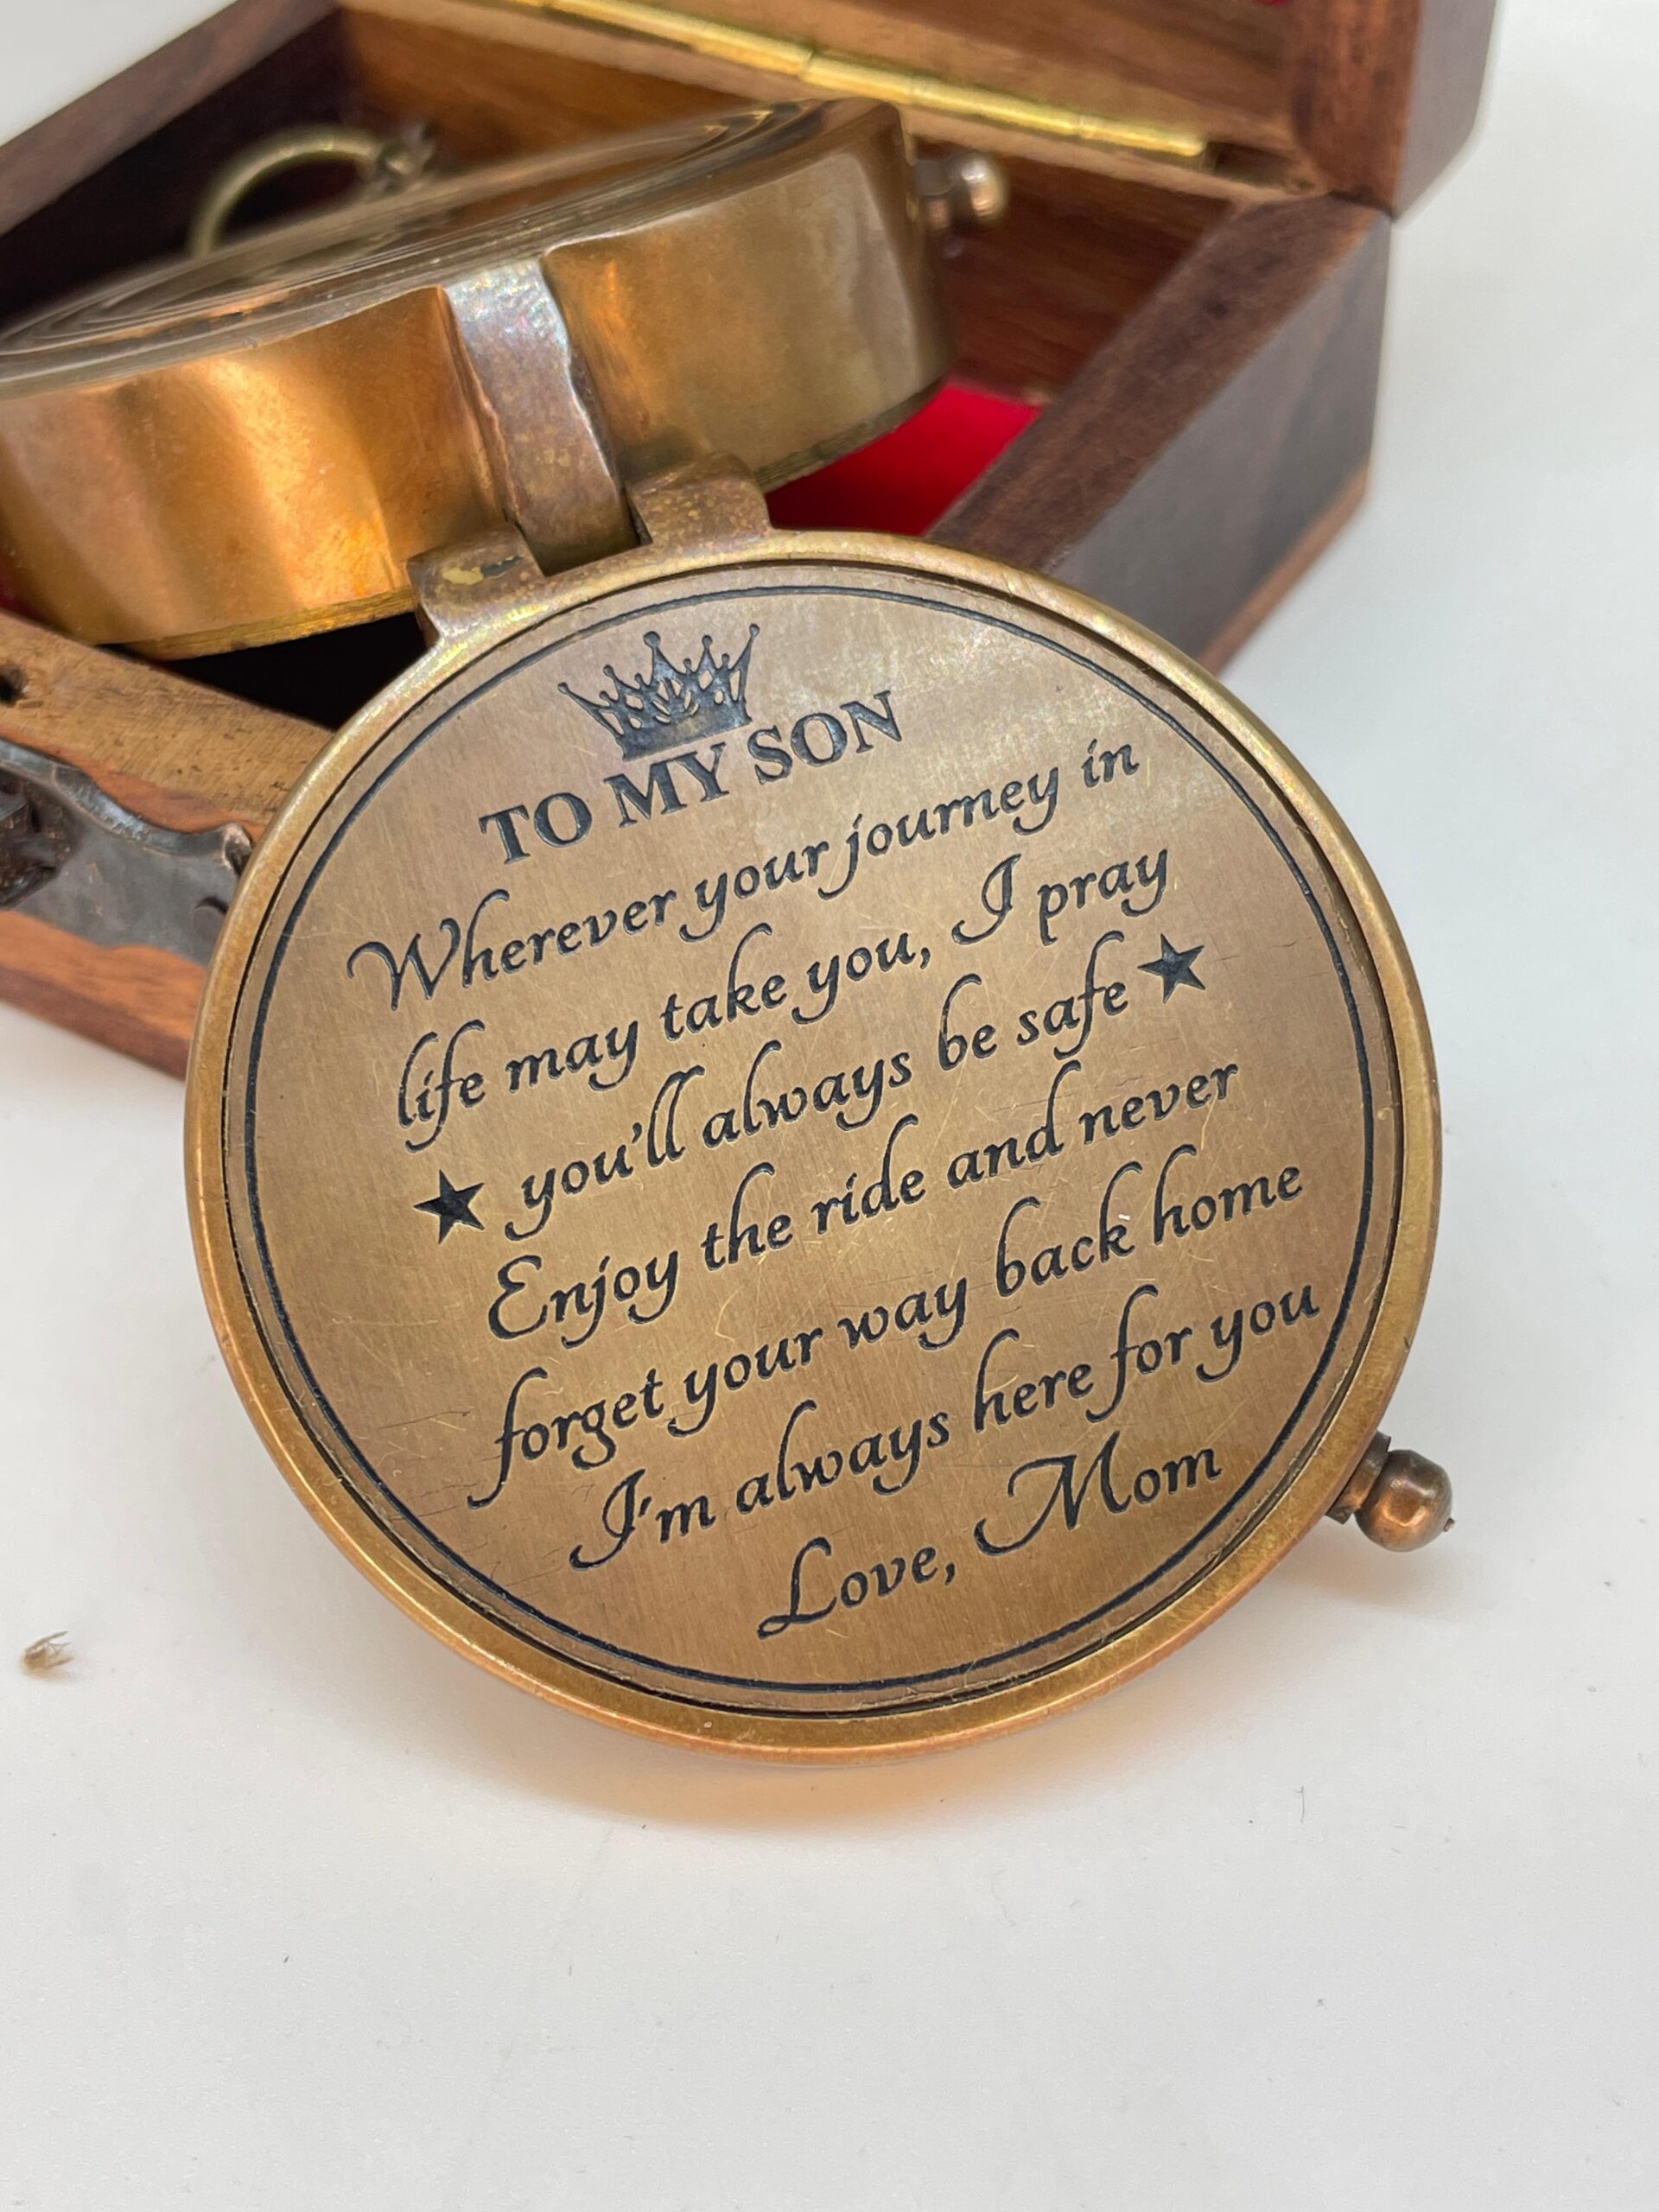 TO MY SON
Wherever your journey in
life may take you, I pray
you'll always be safe
Enjoy the ride and never
forget your way back home
I'm always here for you
Love, Mom